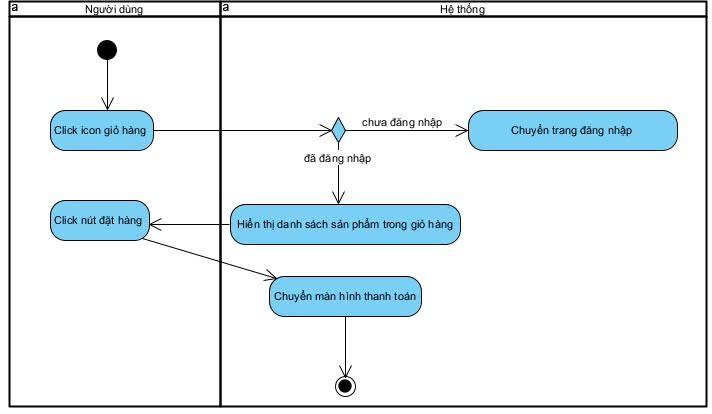 a
Người dùng
a
Hệ thống
Click icon giỏ hàng
chưa đăng nhập
Chuyển trang đăng nhập
đã đăng nhập
Click nút đặt hàng
Hiển thị danh sách sản phẩm trong giỏ hàng
Chuyển màn hình thanh toán